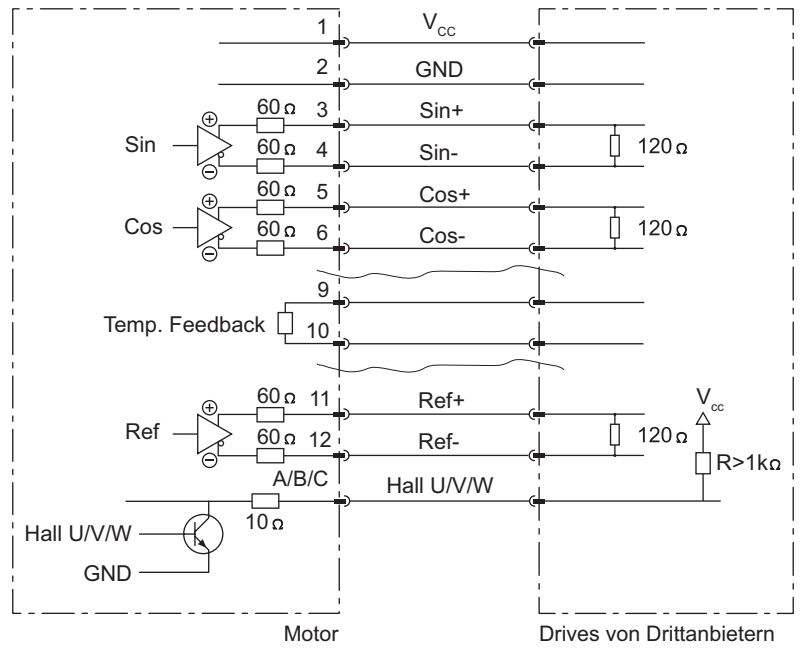 1 V_CC
2 GND
60 Ω 3 Sin+
Sin 120 Ω
60 Ω 4 Sin-
60 Ω 5 Cos+
Cos 120 Ω
60 Ω 6 Cos-
9
Temp. Feedback
10
60 Ω 11 Ref+ V_cc
Ref 120 Ω
60 Ω 12 Ref-
R>1kΩ
A/B/C Hall U/V/W
10 Ω
Hall U/V/W
GND
Motor
Drives von Drittanbietern